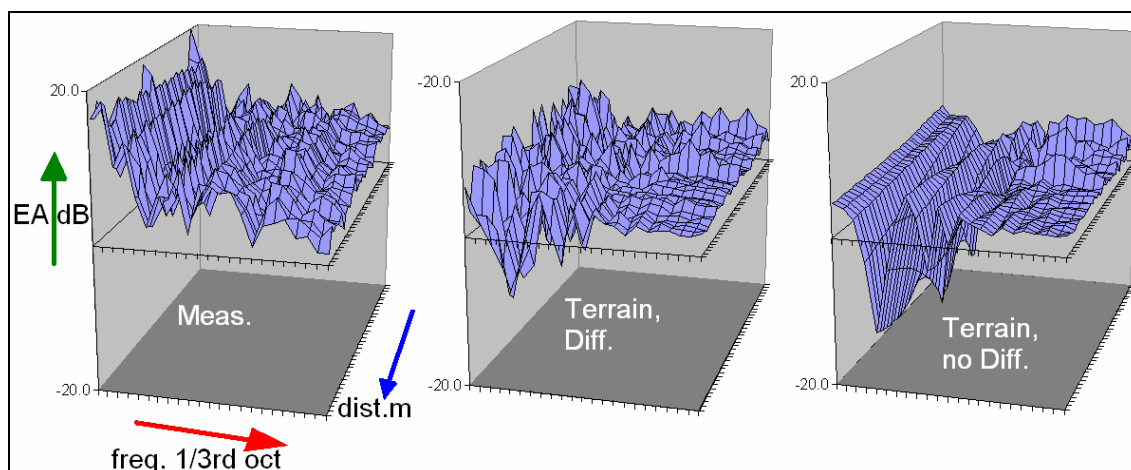 20.0
EA dB
-20.0
Meas.
freq. 1/3rd oct
dist.m
-20.0
-20.0
Terrain,
Diff.
20.0
-20.0
Terrain,
no Diff.